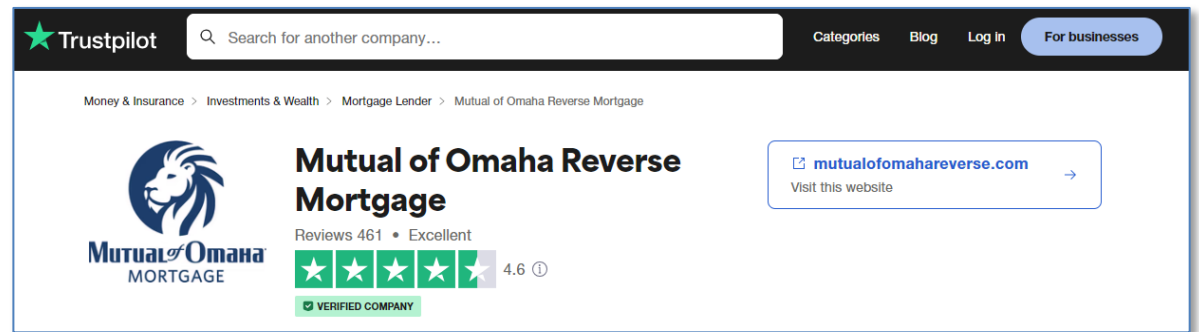 Trustpilot
Search for another company...
Categories Blog Log in For businesses
Money & Insurance > Investments & Wealth > Mortgage Lender > Mutual of Omaha Reverse Mortgage
Mutual of Omaha
MORTGAGE
Mutual of Omaha Reverse
Mortgage
Reviews 461 • Excellent
4.6
VERIFIED COMPANY
mutualofomahareverse.com
Visit this website